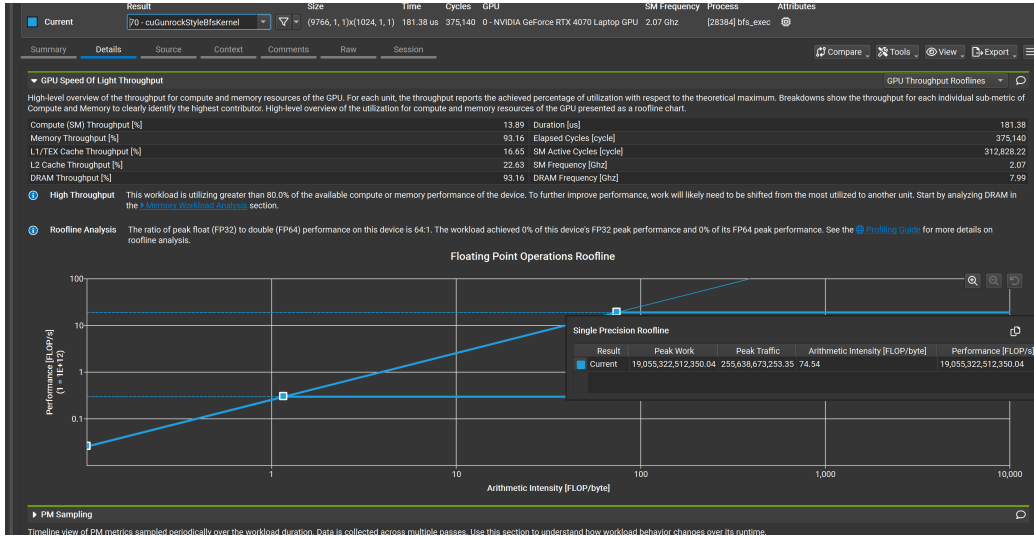 Result Size Time Cycles GPU SM Frequency Process Attributes
Current 70 - cuGunrockStyleBfsKernel (9766, 1, 1)x(1024, 1, 1) 181.38 us 375,140 0 - NVIDIA GeForce RTX 4070 Laptop GPU 2.07 Ghz [28384] bfs_exec
Summary Details Source Context Comments Raw Session Compare Tools View Export
GPU Speed Of Light Throughput GPU Throughput Rooflines
High-level overview of the throughput for compute and memory resources of the GPU. For each unit, the throughput reports the achieved percentage of utilization with respect to the theoretical maximum. Breakdowns show the throughput for each individual sub-metric of
Compute and Memory to clearly identify the highest contributor. High-level overview of the utilization for compute and memory resources of the GPU presented as a roofline chart.
Compute (SM) Throughput [%] 13.89 Duration [us] 181.38
Memory Throughput [%] 93.16 Elapsed Cycles [cycle] 375,140
L1/TEX Cache Throughput [%] 16.65 SM Active Cycles [cycle] 312,828.22
L2 Cache Throughput [%] 22.63 SM Frequency [Ghz] 2.07
DRAM Throughput [%] 93.16 DRAM Frequency [Ghz] 7.99
High Throughput This workload is utilizing greater than 80.0% of the available compute or memory performance of the device. To further improve performance, work will likely need to be shifted from the most utilized to another unit. Start by analyzing DRAM in
the Memory Workload Analysis section.
Roofline Analysis The ratio of peak float (FP32) to double (FP64) performance on this device is 64:1. The workload achieved 0% of this device's FP32 peak performance and 0% of its FP64 peak performance. See the Profiling Guide for more details on
roofline analysis.
Floating Point Operations Roofline
100
10
1
0.1
Performance [FLOP/s]
(1 = 1E+12)
Single Precision Roofline
Result Peak Work Peak Traffic Arithmetic Intensity [FLOP/byte] Performance [FLOP/s]
Current 19,055,322,512,350.04 255,638,673,253.35 74.54 19,055,322,512,350.04
1 10 100 1,000 10,000
Arithmetic Intensity [FLOP/byte]
PM Sampling
Timeline view of PM metrics sampled periodically over the workload duration. Data is collected across multiple passes. Use this section to understand how workload behavior changes over its runtime.